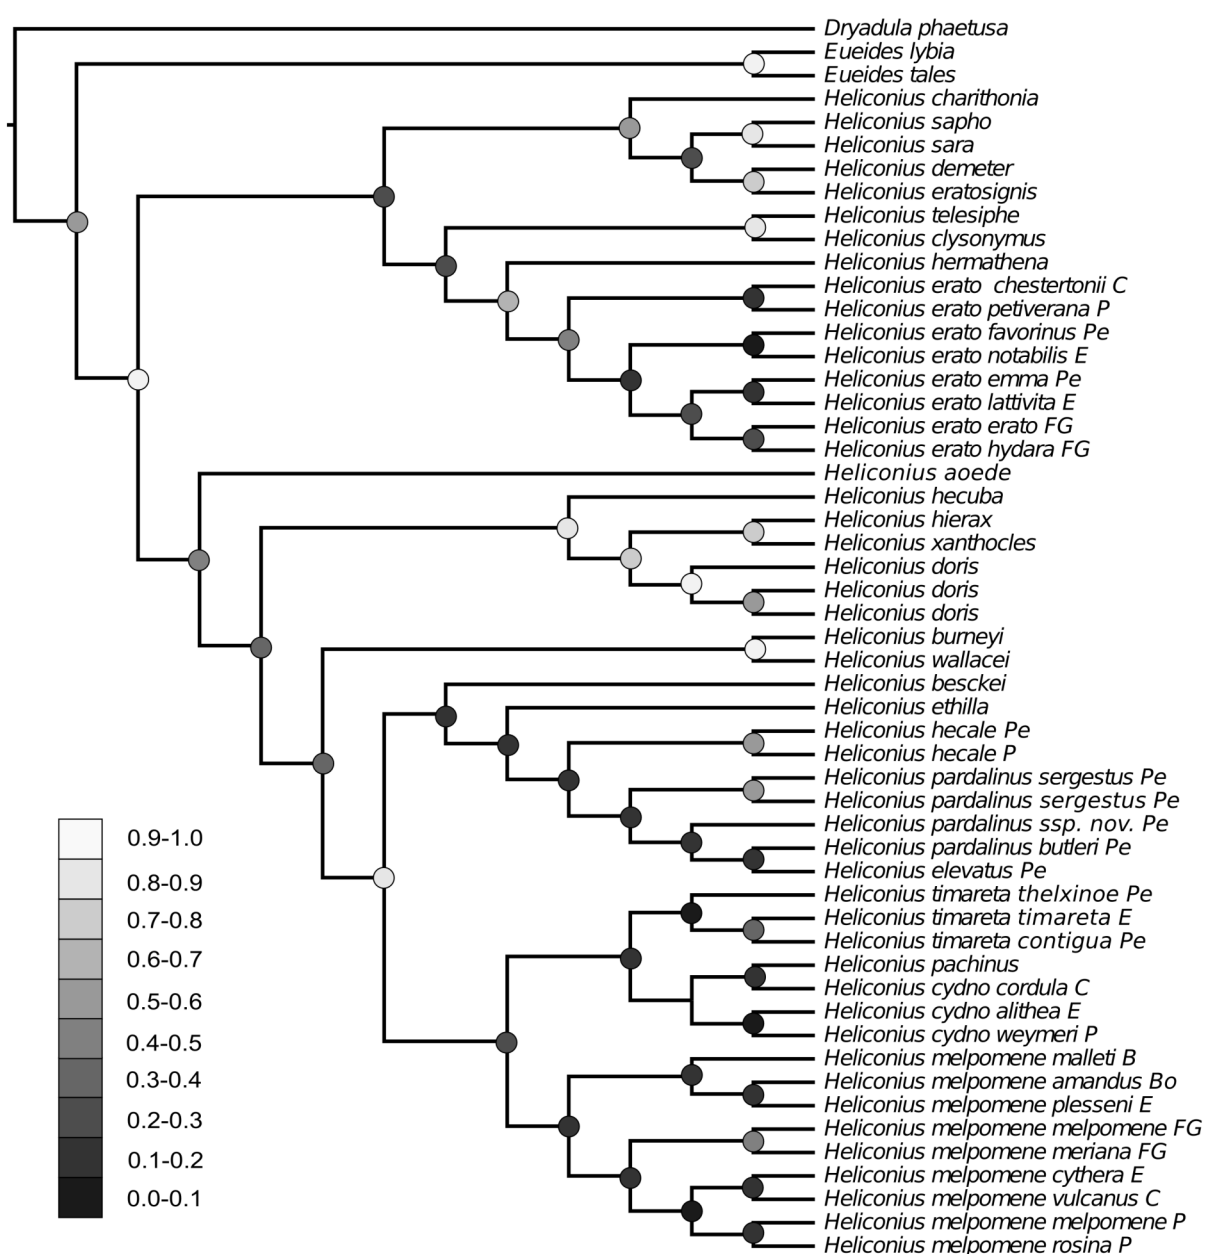 Dryadula phaetusa
Eueides lybia
Eueides tales
Heliconius charithonia
Heliconius sapho
Heliconius sara
Heliconius demeter
Heliconius eratosignis
Heliconius telesiphe
Heliconius clysonymus
Heliconius hermathena
Heliconius erato chestertonii C
Heliconius erato petiverana P
Heliconius erato favorinus Pe
Heliconius erato notabilis E
Heliconius erato emma Pe
Heliconius erato lattivita E
Heliconius erato erato FG
Heliconius erato hydara FG
Heliconius aoede
Heliconius hecuba
Heliconius hierax
Heliconius xanthocles
Heliconius doris
Heliconius doris
Heliconius doris
Heliconius burneyi
Heliconius wallacei
Heliconius besckei
Heliconius ethilla
Heliconius hecale Pe
Heliconius hecale P
Heliconius pardalinus sergestus Pe
Heliconius pardalinus sergestus Pe
Heliconius pardalinus ssp. nov. Pe
Heliconius pardalinus butleri Pe
Heliconius elevatus Pe
Heliconius timareta thelxinoe Pe
Heliconius timareta timareta E
Heliconius timareta contigua Pe
Heliconius pachinus
Heliconius cydno cordula C
Heliconius cydno alithea E
Heliconius cydno weymeri P
Heliconius melpomene malleti B
Heliconius melpomene amandus Bo
Heliconius melpomene plesseni E
Heliconius melpomene melpomene FG
Heliconius melpomene meriana FG
Heliconius melpomene cythera E
Heliconius melpomene vulcanus C
Heliconius melpomene melpomene P
Heliconius melpomene rosina P
0.9-1.0
0.8-0.9
0.7-0.8
0.6-0.7
0.5-0.6
0.4-0.5
0.3-0.4
0.2-0.3
0.1-0.2
0.0-0.1